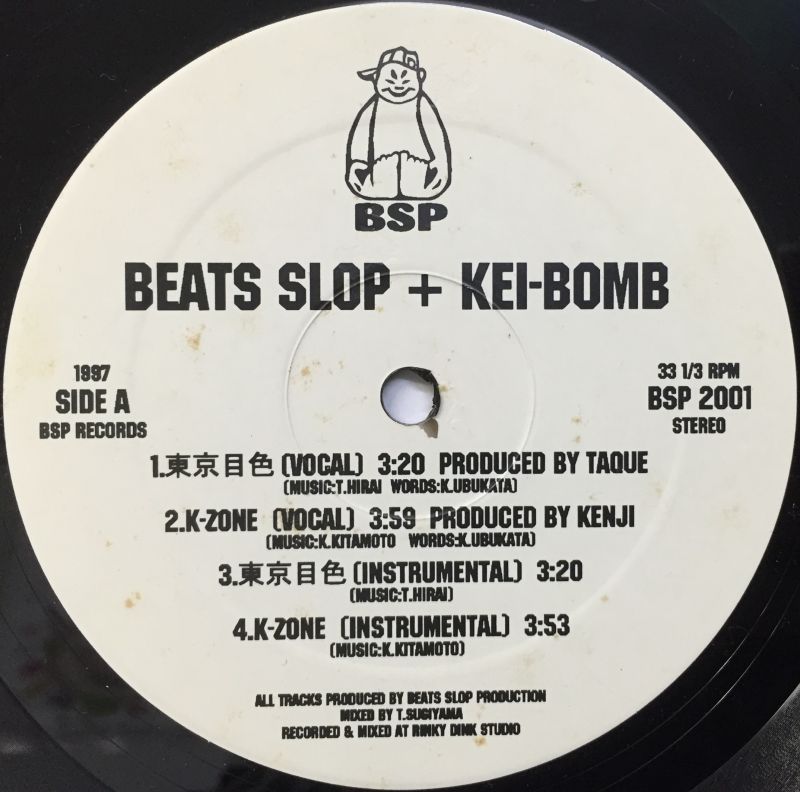 BSP
BEATS SLOP + KEI-BOMB
1997
SIDE A
BSP RECORDS
33 1/3 RPM
BSP 2001
STEREO
1.東京目色 (VOCAL) 3:20 PRODUCED BY TAQUE
(MUSIC:T.HIRAI WORDS:K.UBUKATA)
2.K-ZONE (VOCAL) 3:59 PRODUCED BY KENJI
(MUSIC:K.KITAMOTO WORDS:K.UBUKATA)
3.東京目色 (INSTRUMENTAL) 3:20
(MUSIC:T.HIRAI)
4.K-ZONE (INSTRUMENTAL) 3:53
(MUSIC:K.KITAMOTO)
ALL TRACKS PRODUCED BY BEATS SLOP PRODUCTION
MIXED BY T.SUGIYAMA
RECORDED & MIXED AT RINKY DINK STUDIO